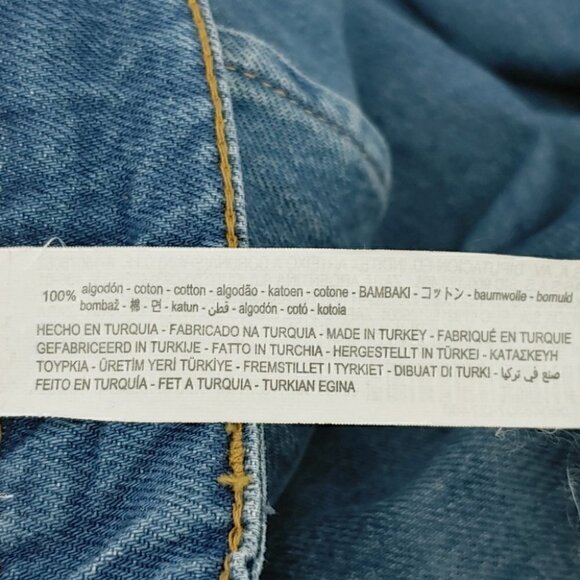 100% algodón - coton - cotton - algodão - katoen - cotone - BAMBAKI - コットン - baumwolle - bomuld
bombaž - 棉 - 면 - katun - قطن - algodón - cotó - kotoia
HECHO EN TURQUIA - FABRICADO NA TURQUIA - MADE IN TURKEY - FABRIQUÉ EN TURQUIE
GEFABRICEERD IN TURKIJE - FATTO IN TURCHIA - HERGESTELLT IN TÜRKEI - ΚΑΤΑΣΚΕΥΗ
ΤΟΥΡΚΙΑ - ÜRETİM YERİ TÜRKİYE - FREMSTILLET I TYRKIET - DIBUAT DI TURKI - صنع في تركيا
FEITO EN TURQUÍA - FET A TURQUIA - TURKIAN EGINA